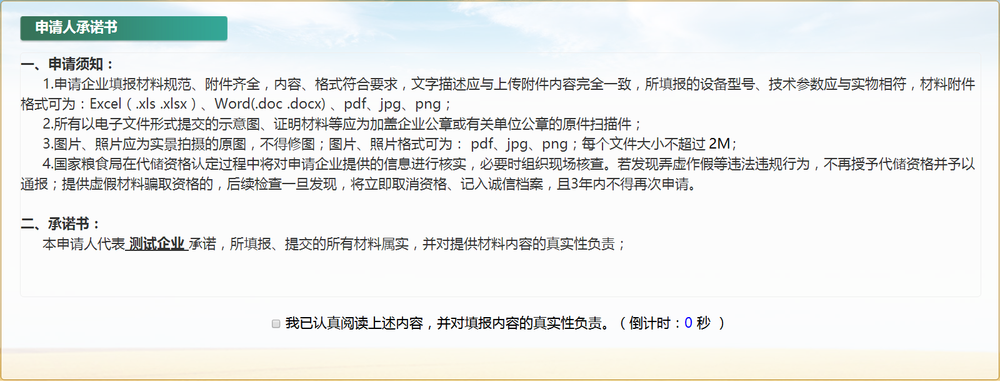 申请人承诺书
一、申请须知：
1.申请企业填报材料规范、附件齐全，内容、格式符合要求，文字描述应与上传附件内容完全一致，所填报的设备型号、技术参数应与实物相符，材料附件
格式可为：Excel（.xls .xlsx）、Word(.doc .docx) 、pdf、jpg、png；
2.所有以电子文件形式提交的示意图、证明材料等应为加盖企业公章或有关单位公章的原件扫描件；
3.图片、照片应为实景拍摄的原图，不得修图；图片、照片格式可为： pdf、jpg、png；每个文件大小不超过 2M；
4.国家粮食局在代储资格认定过程中将对申请企业提供的信息进行核实，必要时组织现场核查。若发现弄虚作假等违法违规行为，不再授予代储资格并予以
通报；提供虚假材料骗取资格的，后续检查一旦发现，将立即取消资格、记入诚信档案，且3年内不得再次申请。
二、承诺书：
本申请人代表 测试企业 承诺，所填报、提交的所有材料属实，并对提供材料内容的真实性负责；
我已认真阅读上述内容，并对填报内容的真实性负责。（倒计时：0 秒 ）